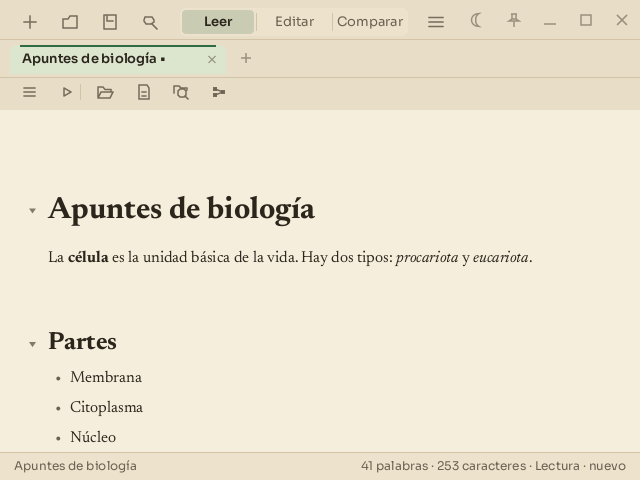 Leer Editar Comparar
Apuntes de biología •
Apuntes de biología
La célula es la unidad básica de la vida. Hay dos tipos: procariota y eucariota.
Partes
• Membrana
• Citoplasma
• Núcleo
Apuntes de biología 41 palabras · 253 caracteres · Lectura · nuevo